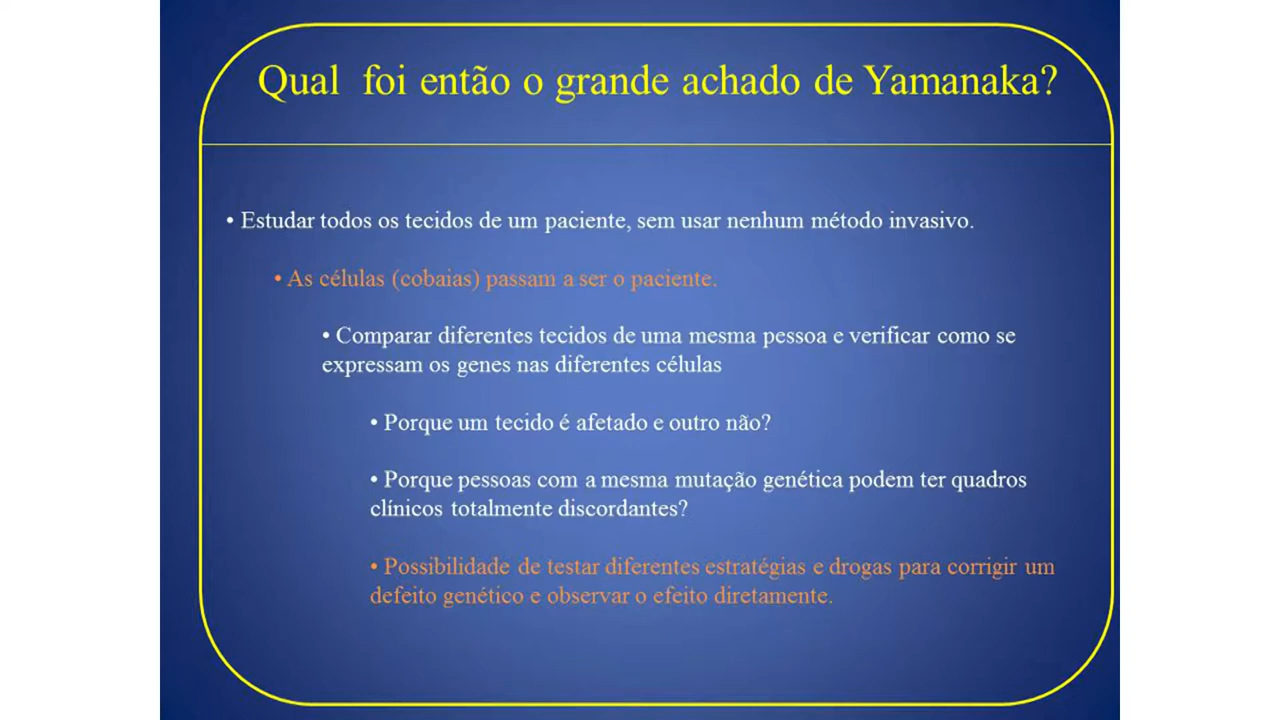 Qual foi então o grande achado de Yamanaka?
• Estudar todos os tecidos de um paciente, sem usar nenhum método invasivo.
• As células (cobaias) passam a ser o paciente.
• Comparar diferentes tecidos de uma mesma pessoa e verificar como se
expressam os genes nas diferentes células
• Porque um tecido é afetado e outro não?
• Porque pessoas com a mesma mutação genética podem ter quadros
clínicos totalmente discordantes?
• Possibilidade de testar diferentes estratégias e drogas para corrigir um
defeito genético e observar o efeito diretamente.